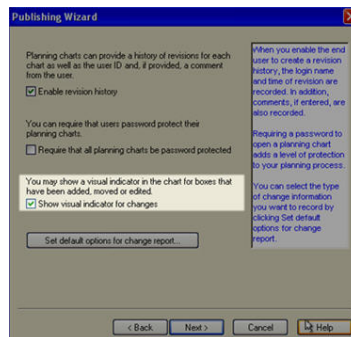 Publishing Wizard
Planning charts can provide a history of revisions for each
chart as well as the user ID and, if provided, a comment
from the user.
Enable revision history
You can require that users password protect their
planning charts.
Require that all planning charts be password protected
You may show a visual indicator in the chart for boxes that
have been added, moved or edited.
Show visual indicator for changes
Set default options for change report...
When you enable the end
user to create a revision
history, the login name
and time of revision are
recorded. In addition,
comments, if entered, are
also recorded.
Requiring a password to
open a planning chart
adds a level of protection
to your planning process.
You can select the type
of change information
you want to record by
clicking Set default
options for change
report.
< Back
Next >
Cancel
Help